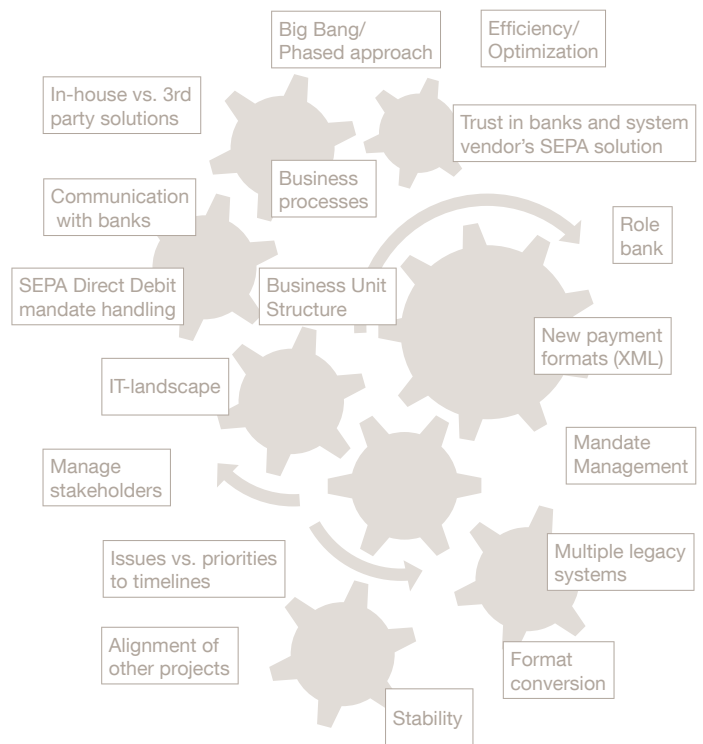 Big Bang/
Phased approach
Efficiency/
Optimization
In-house vs. 3rd
party solutions
Trust in banks and system
vendor's SEPA solution
Business
processes
Communication
with banks
Role
bank
SEPA Direct Debit
mandate handling
Business Unit
Structure
New payment
formats (XML)
IT-landscape
Mandate
Management
Manage
stakeholders
Issues vs. priorities
to timelines
Multiple legacy
systems
Alignment of
other projects
Format
conversion
Stability